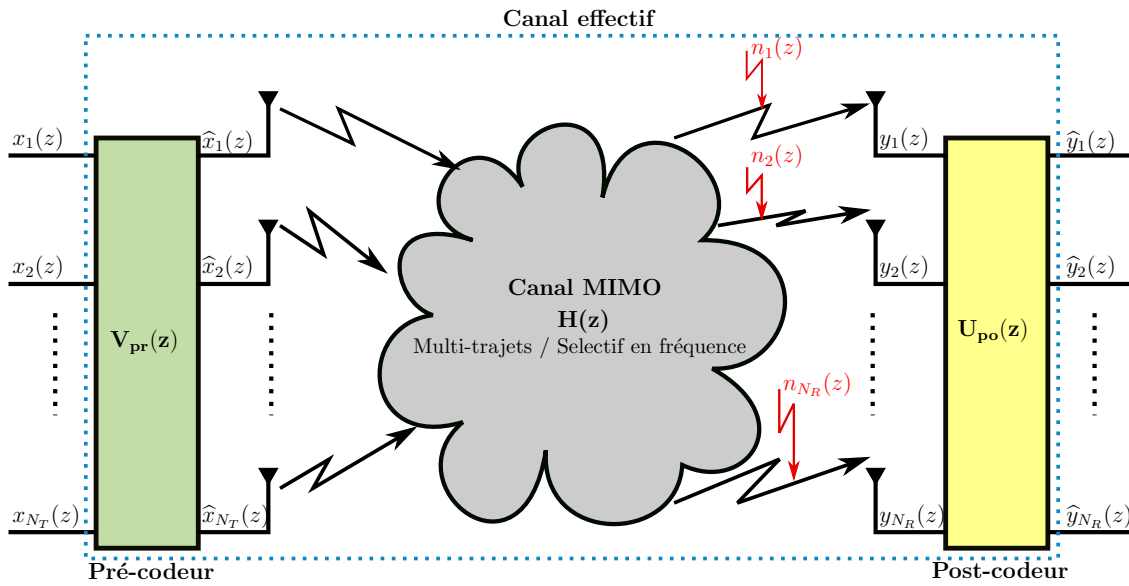 Canal effectif
n_1(z)
x_1(z) x̂_1(z) y_1(z) ŷ_1(z)
n_2(z)
x_2(z) x̂_2(z) y_2(z) ŷ_2(z)
Canal MIMO
H(z)
Multi-trajets / Selectif en fréquence
V_pr(z) U_po(z)
n_{N_R}(z)
x_{N_T}(z) x̂_{N_T}(z) y_{N_R}(z) ŷ_{N_R}(z)
Pré-codeur Post-codeur